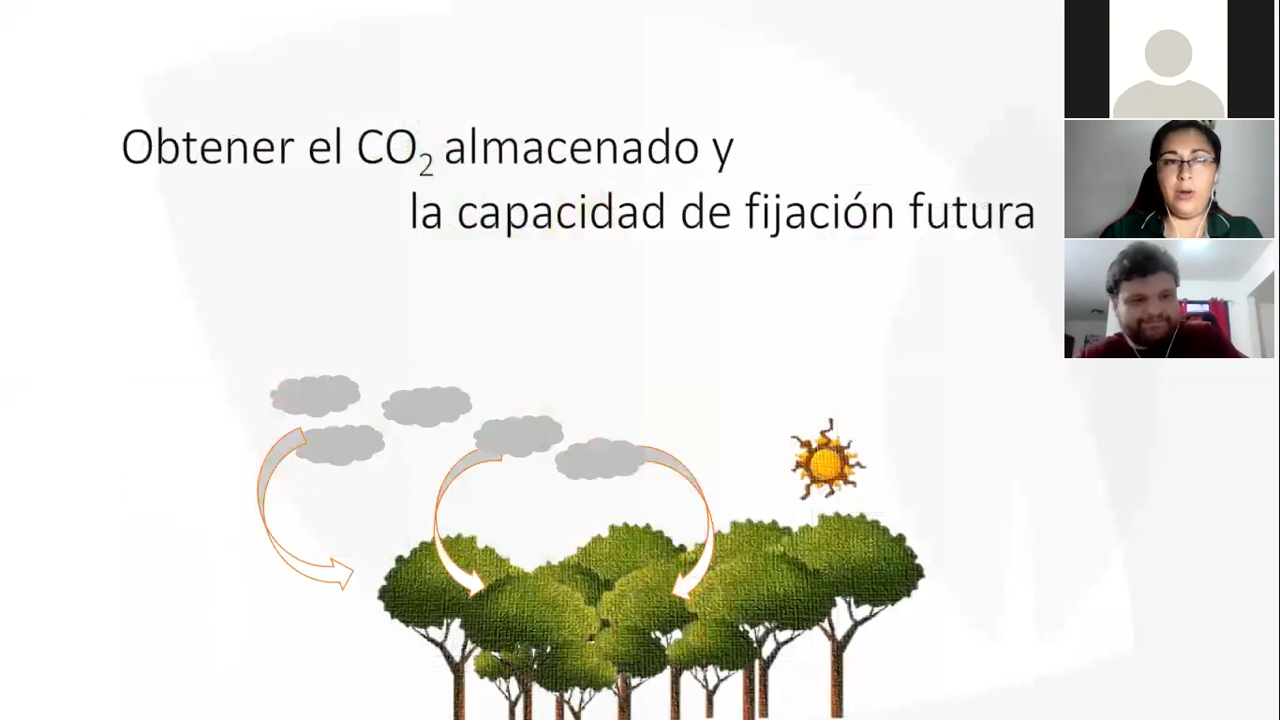 Obtener el CO₂ almacenado y
la capacidad de fijación futura